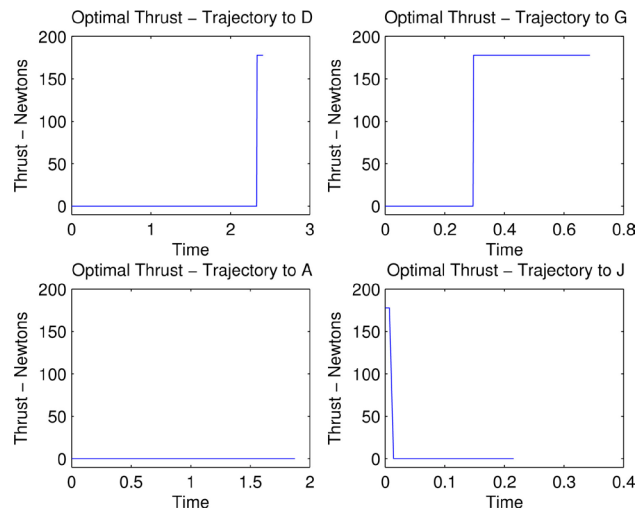 Optimal Thrust − Trajectory to D
200
150
100
50
0
Thrust − Newtons
0 1 2 3
Time
Optimal Thrust − Trajectory to G
200
150
100
50
0
Thrust − Newtons
0 0.2 0.4 0.6 0.8
Time
Optimal Thrust − Trajectory to A
200
150
100
50
0
Thrust − Newtons
0 0.5 1 1.5 2
Time
Optimal Thrust − Trajectory to J
200
150
100
50
0
Thrust − Newtons
0 0.1 0.2 0.3 0.4
Time